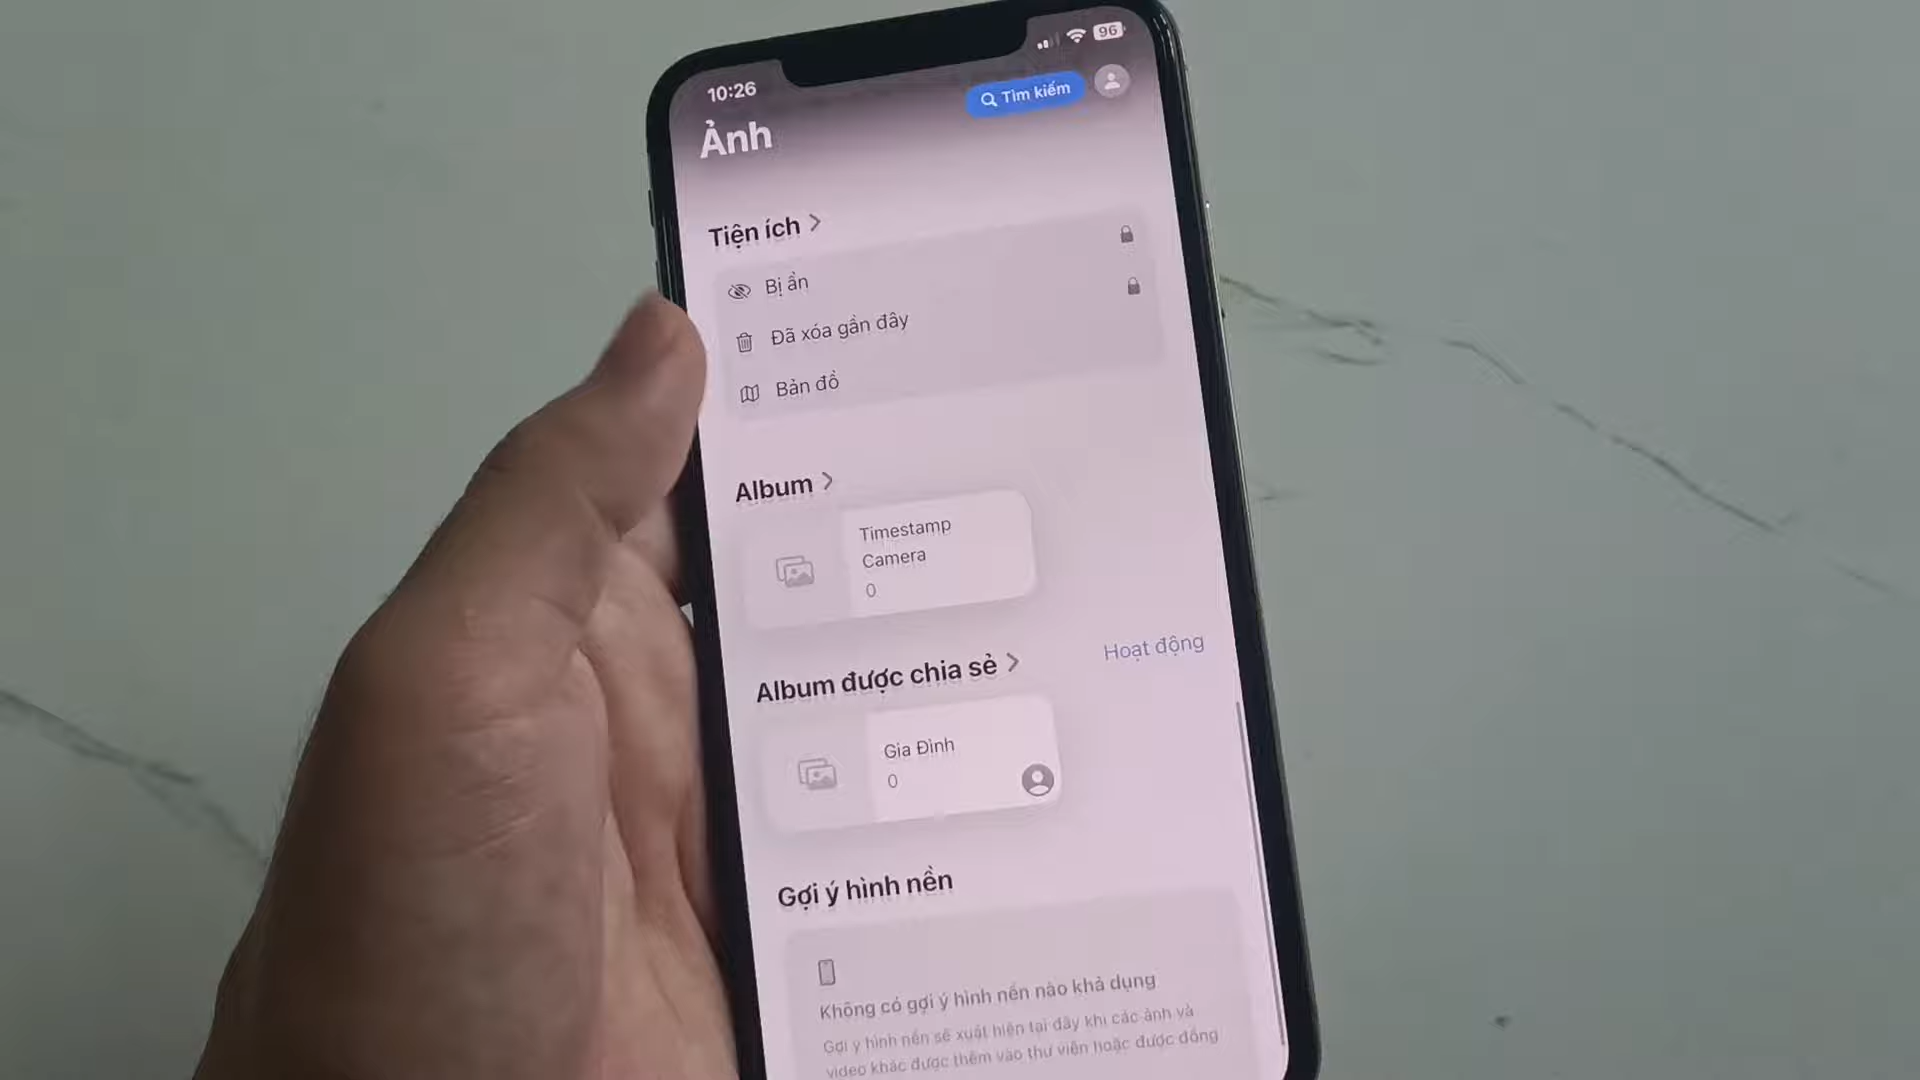 10:26
96
Ảnh
Tìm kiếm
Tiện ích
Bị ẩn
Đã xóa gần đây
Bản đồ
Album
Timestamp
Camera
0
Album được chia sẻ
Hoạt động
Gia Đình
0
Gợi ý hình nền
Không có gợi ý hình nền nào khả dụng
Gợi ý hình nền sẽ xuất hiện tại đây khi các ảnh và
video khác được thêm vào thư viện hoặc được đồng